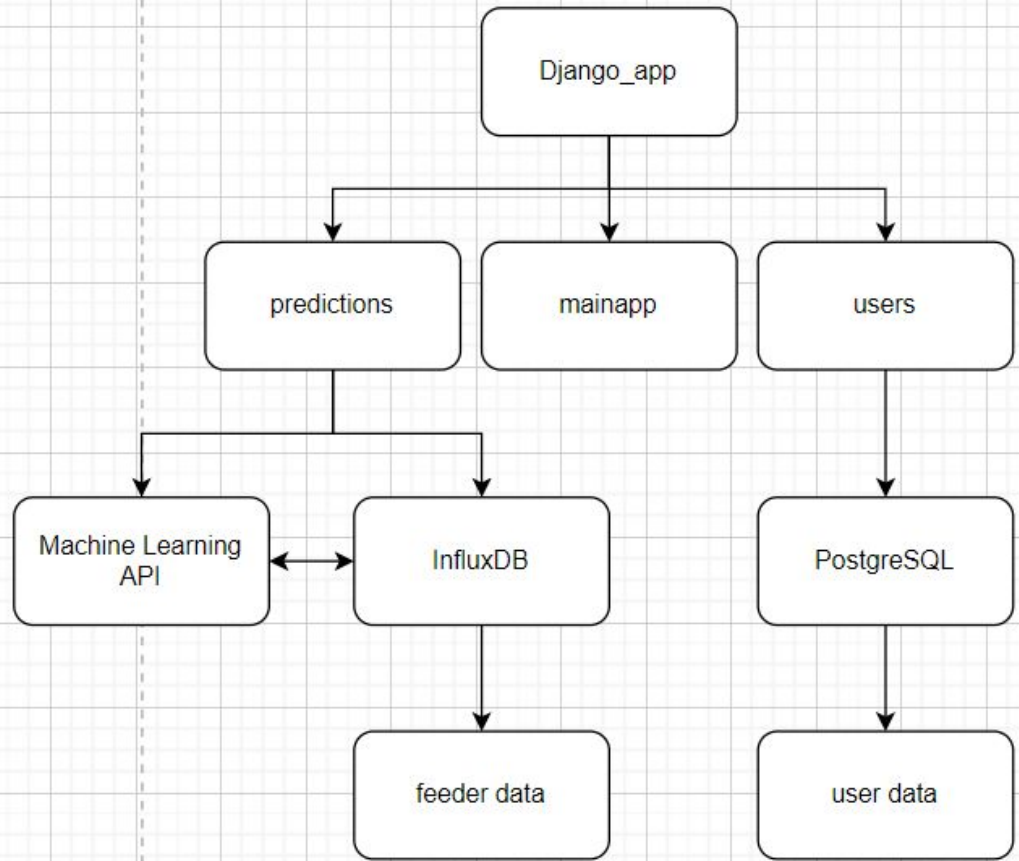 Django_app
predictions
mainapp
users
Machine Learning
API
InfluxDB
PostgreSQL
feeder data
user data